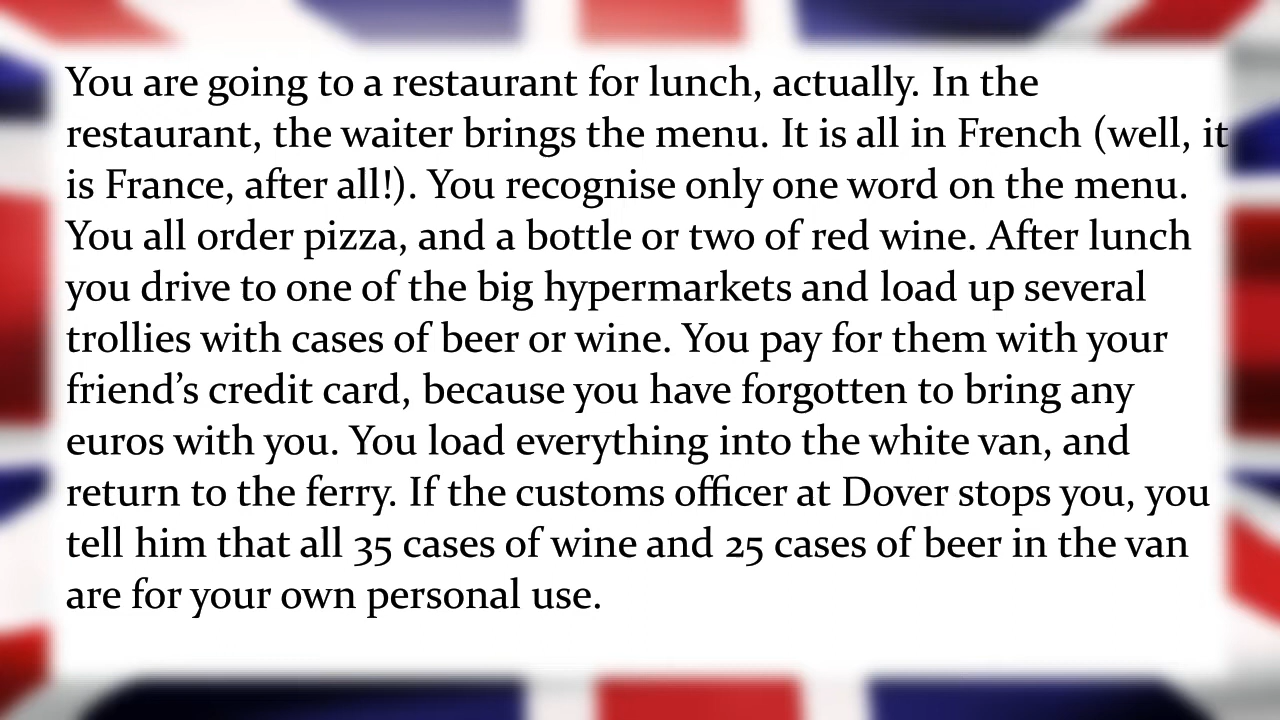 You are going to a restaurant for lunch, actually. In the
restaurant, the waiter brings the menu. It is all in French (well, it
is France, after all!). You recognise only one word on the menu.
You all order pizza, and a bottle or two of red wine. After lunch
you drive to one of the big hypermarkets and load up several
trollies with cases of beer or wine. You pay for them with your
friend’s credit card, because you have forgotten to bring any
euros with you. You load everything into the white van, and
return to the ferry. If the customs officer at Dover stops you, you
tell him that all 35 cases of wine and 25 cases of beer in the van
are for your own personal use.